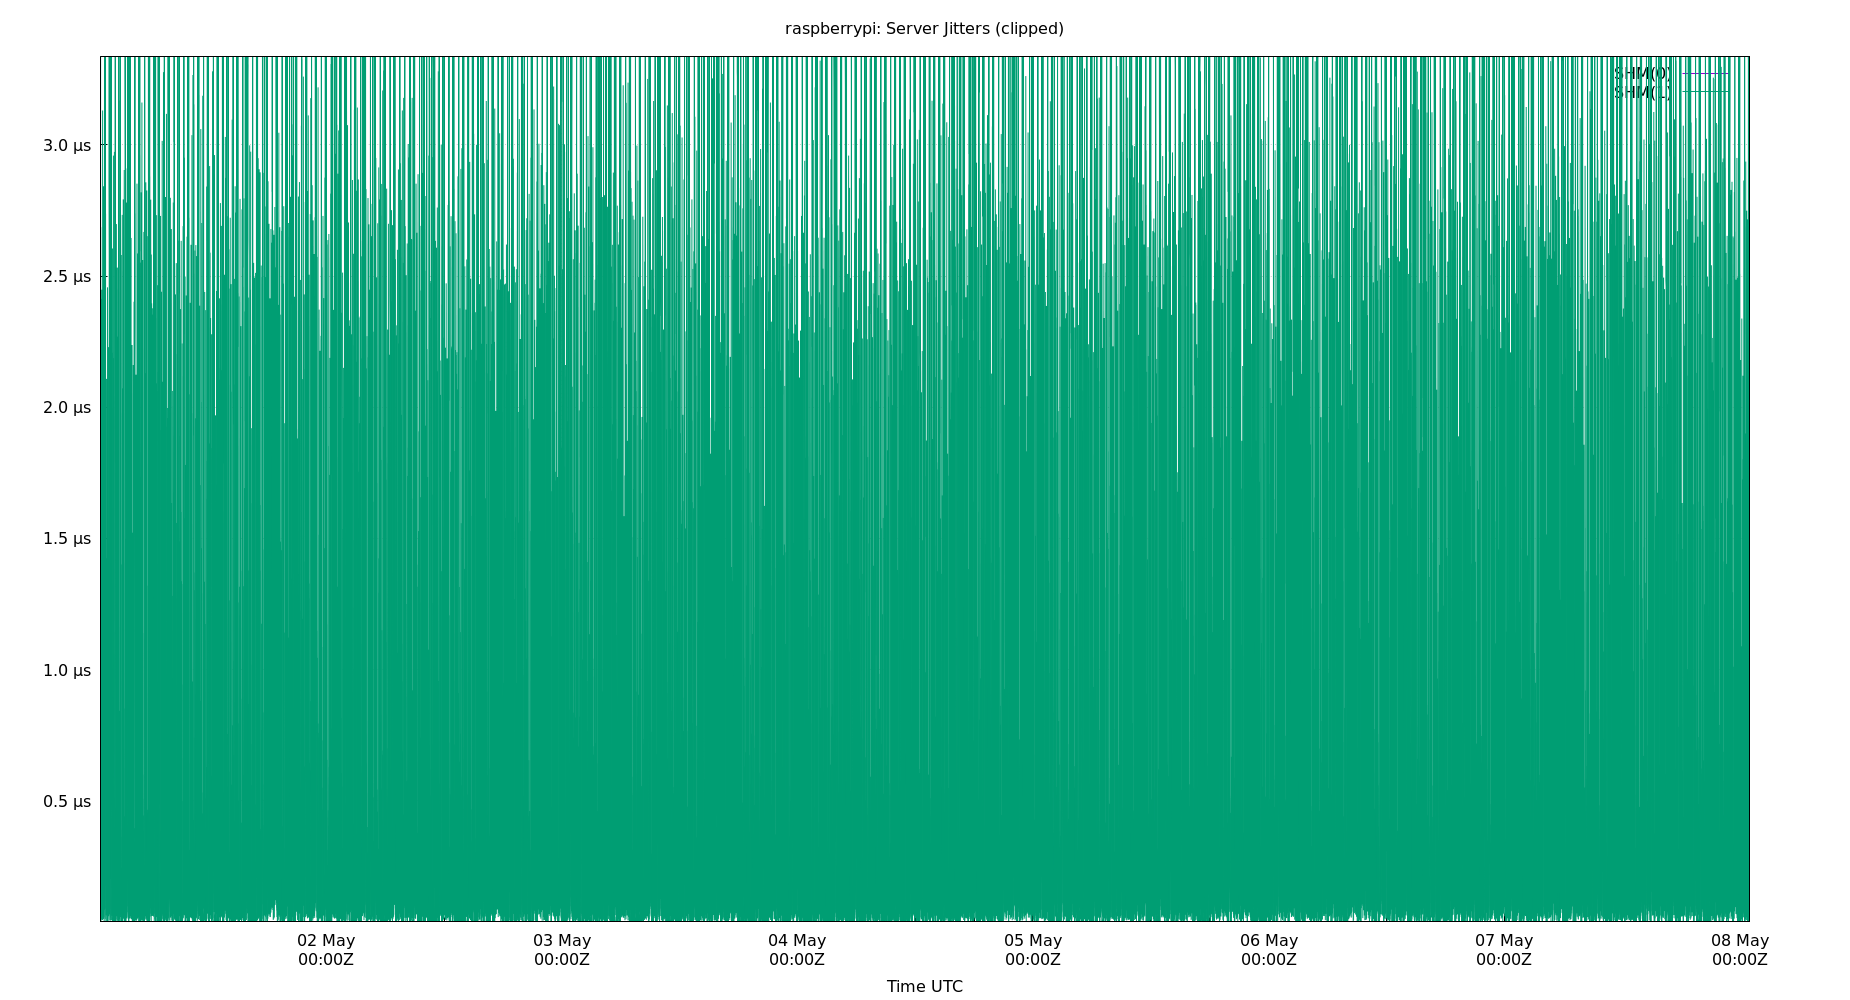 raspberrypi: Server Jitters (clipped)
SHM(0)
SHM(1)
3.0 µs
2.5 µs
2.0 µs
1.5 µs
1.0 µs
0.5 µs
02 May 03 May 04 May 05 May 06 May 07 May 08 May
00:00Z 00:00Z 00:00Z 00:00Z 00:00Z 00:00Z 00:00Z
Time UTC